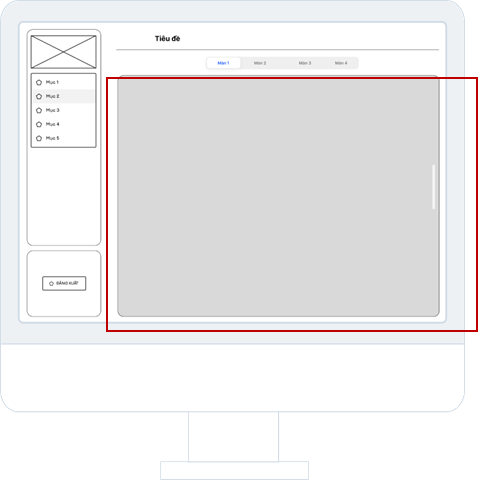 Tiêu đề
Màn 1 Màn 2 Màn 3 Màn 4
Mục 1
Mục 2
Mục 3
Mục 4
Mục 5
ĐĂNG XUẤT